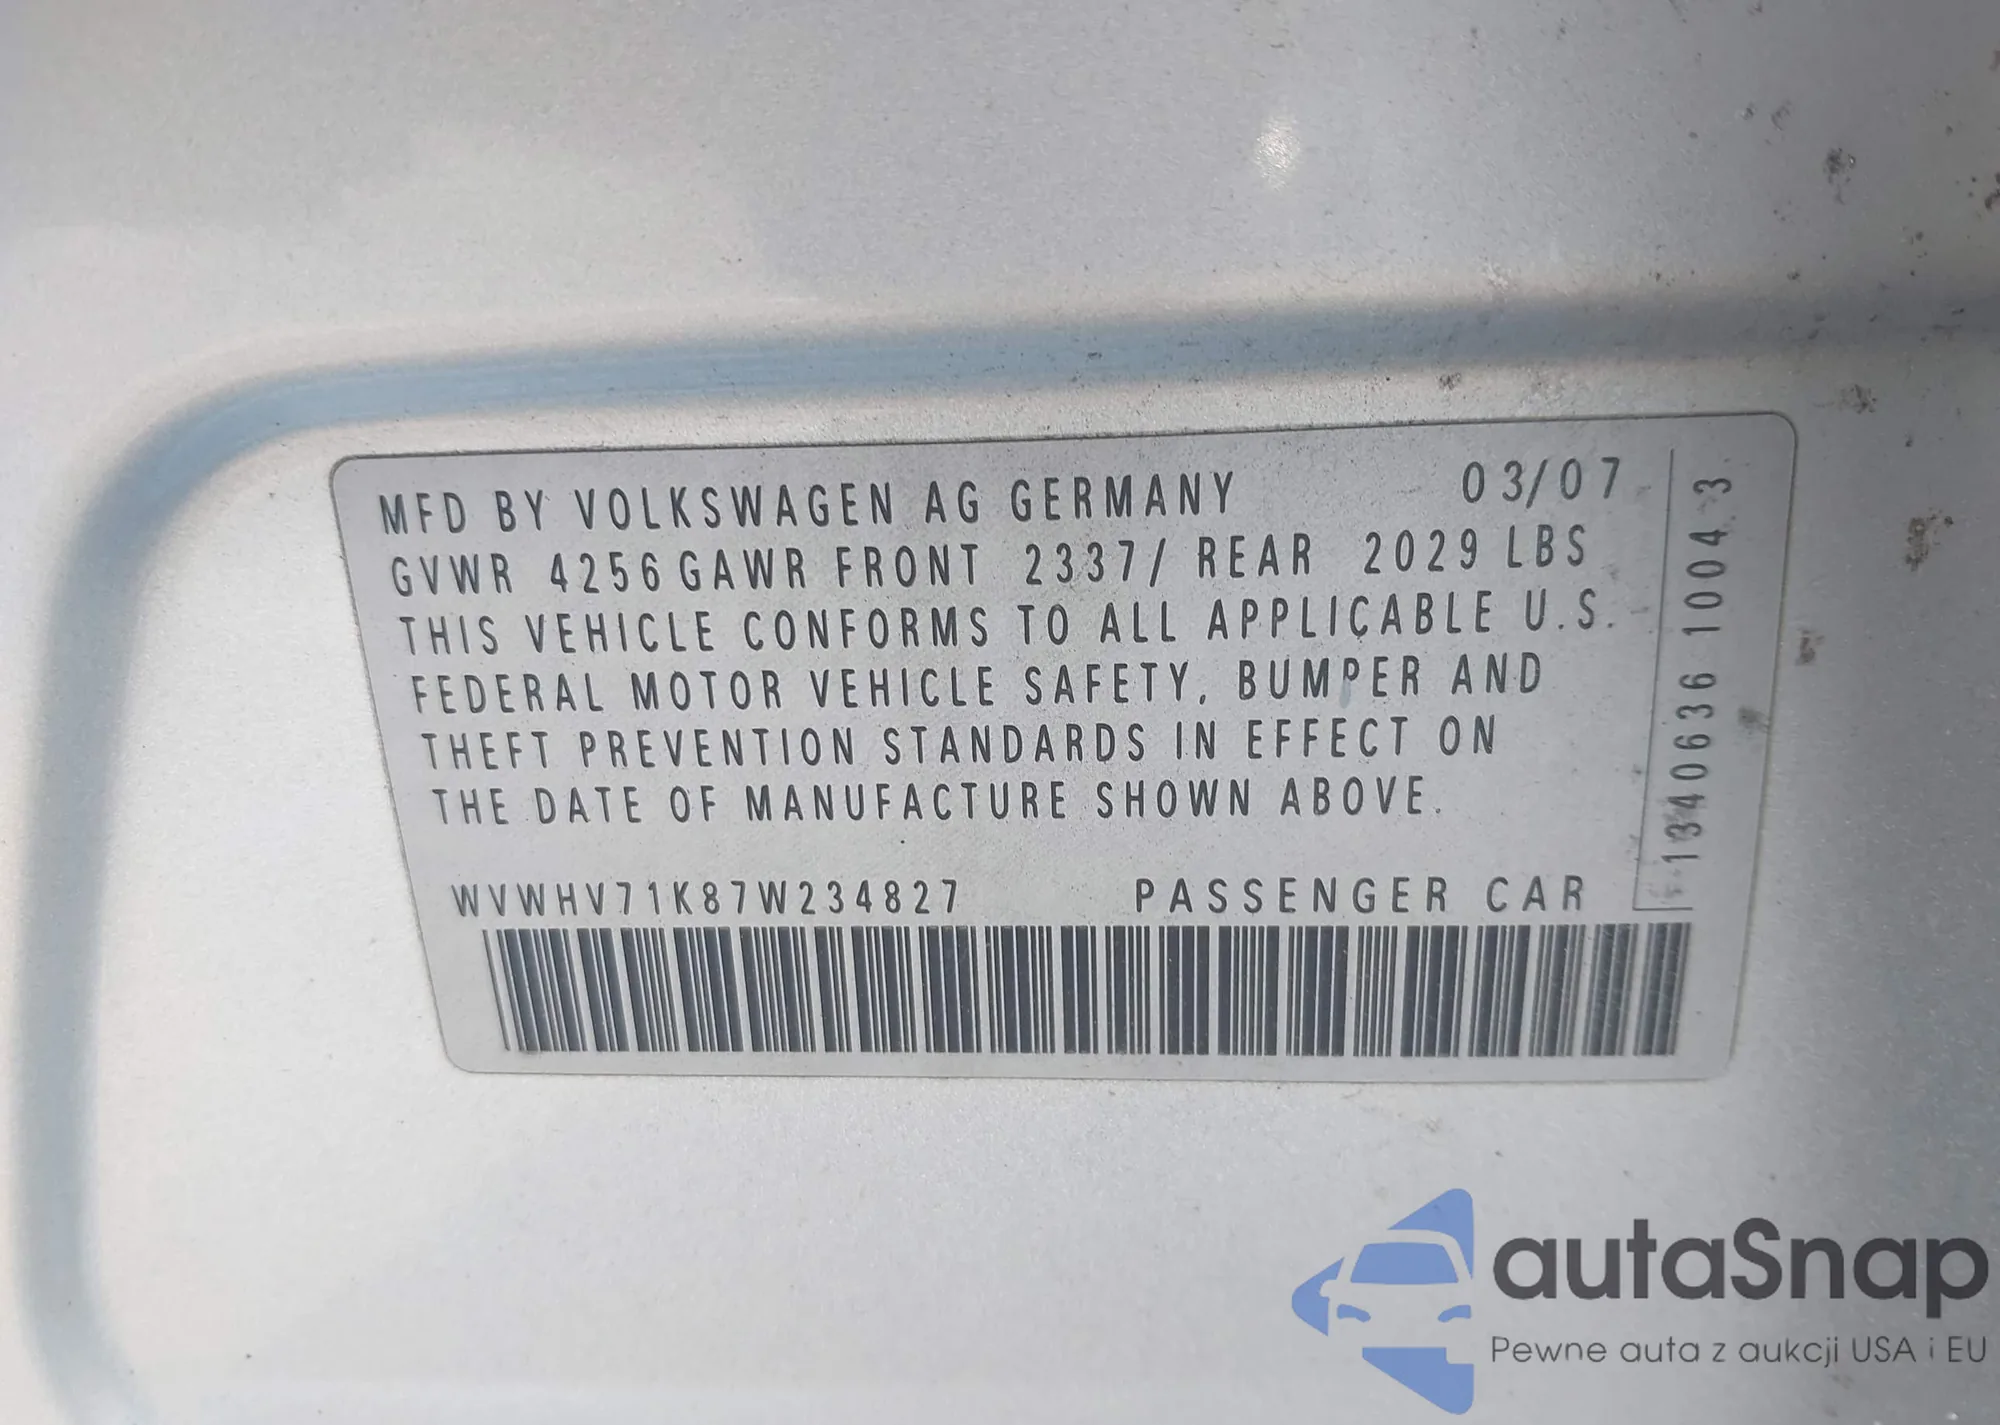 MFD BY VOLKSWAGEN AG GERMANY 03/07
GVWR 4256 GAWR FRONT 2337/ REAR 2029 LBS
THIS VEHICLE CONFORMS TO ALL APPLICABLE U.S.
FEDERAL MOTOR VEHICLE SAFETY, BUMPER AND
THEFT PREVENTION STANDARDS IN EFFECT ON
THE DATE OF MANUFACTURE SHOWN ABOVE.
WVWHV71K87W234827 PASSENGER CAR
1340636 1004 3
autaSnap
Pewne auta z aukcji USA i EU